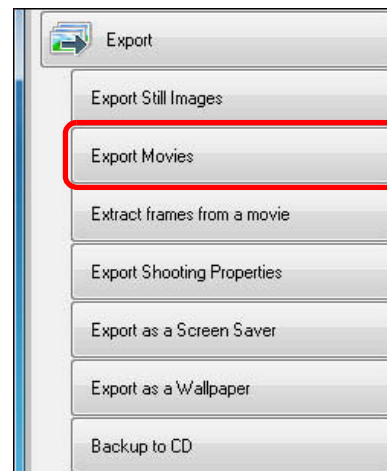 Export
Export Still Images
Export Movies
Extract frames from a movie
Export Shooting Properties
Export as a Screen Saver
Export as a Wallpaper
Backup to CD